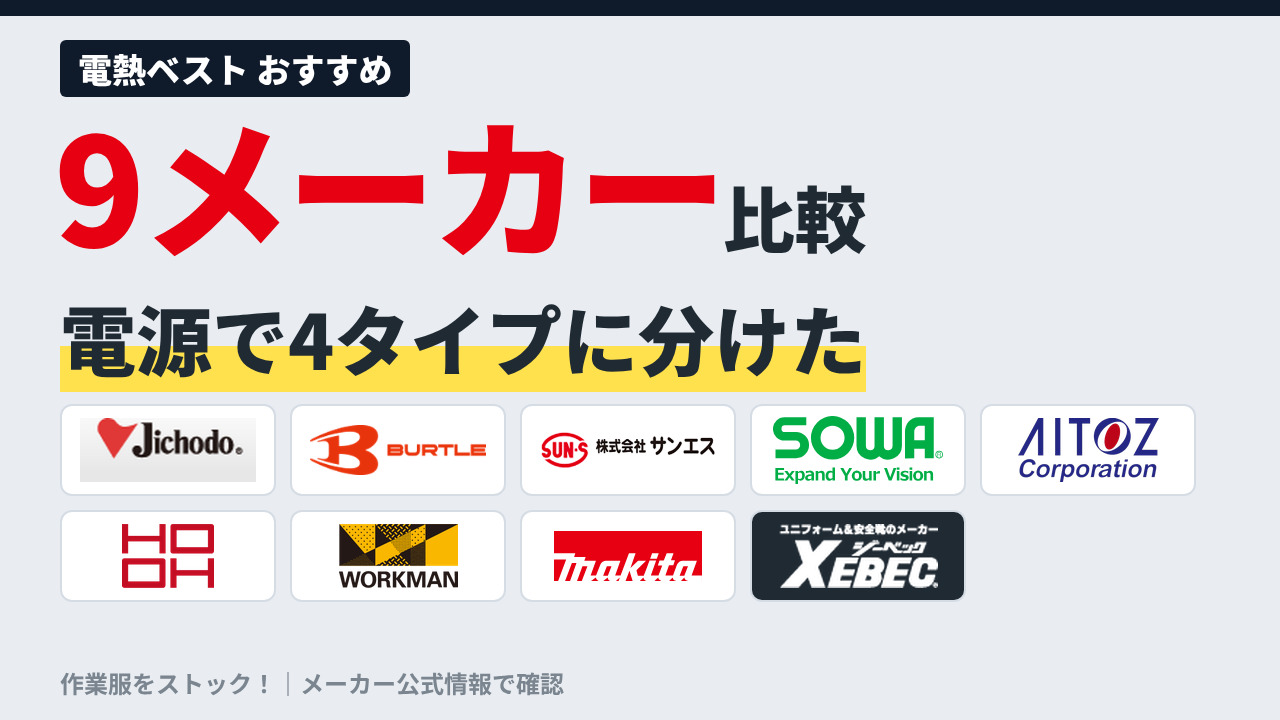 電熱ベスト おすすめ
9メーカー比較
電源で4タイプに分けた
Jichodo®
BURTLE
SUN・S 株式会社 サンエス
SOWA®
Expand Your Vision
AITOZ
Corporation
HOOH
WORKMAN
makita
ユニフォーム&安全靴のメーカー
ジーベック
XEBEC®
作業服をストック!｜メーカー公式情報で確認